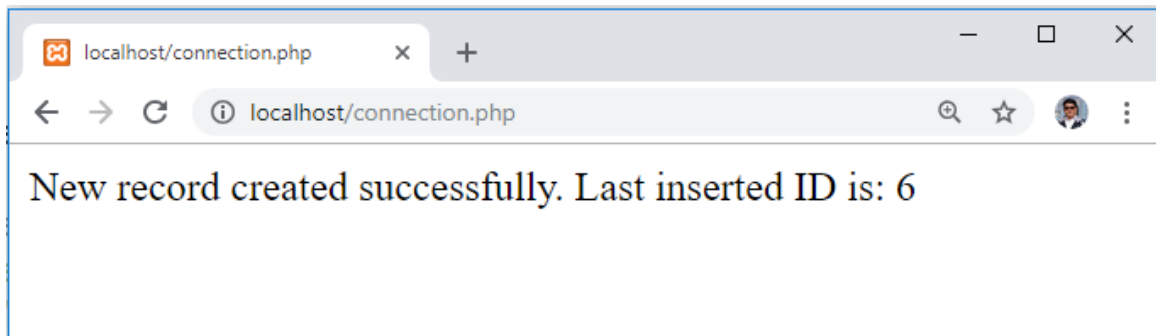 localhost/connection.php
localhost/connection.php
New record created successfully. Last inserted ID is: 6